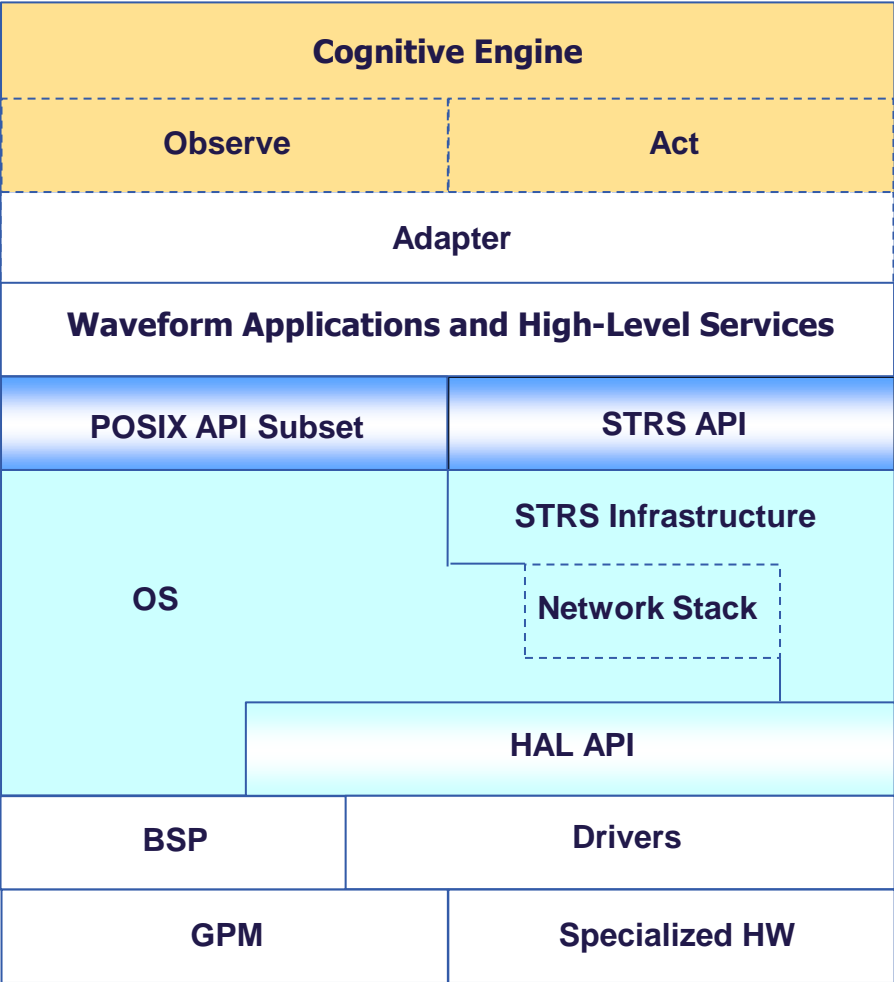 Cognitive Engine
Observe
Act
Adapter
Waveform Applications and High-Level Services
POSIX API Subset
STRS API
STRS Infrastructure
OS
Network Stack
HAL API
BSP
Drivers
GPM
Specialized HW